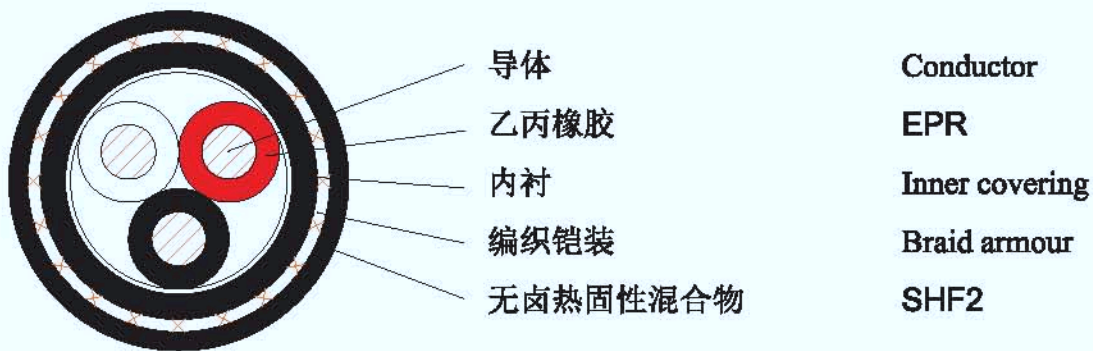 导体 Conductor
乙丙橡胶 EPR
内衬 Inner covering
编织铠装 Braid armour
无卤热固性混合物 SHF2